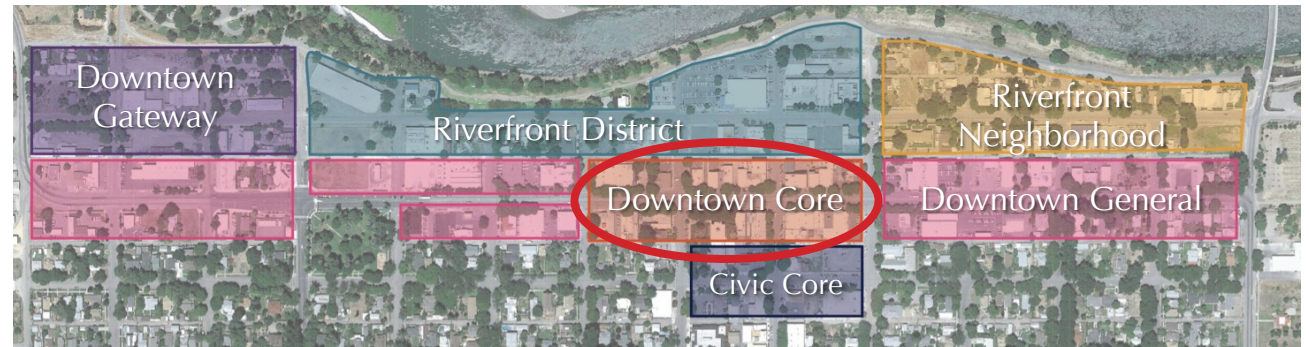 Downtown
Gateway
Riverfront District
Riverfront
Neighborhood
Downtown Core
Downtown General
Civic Core